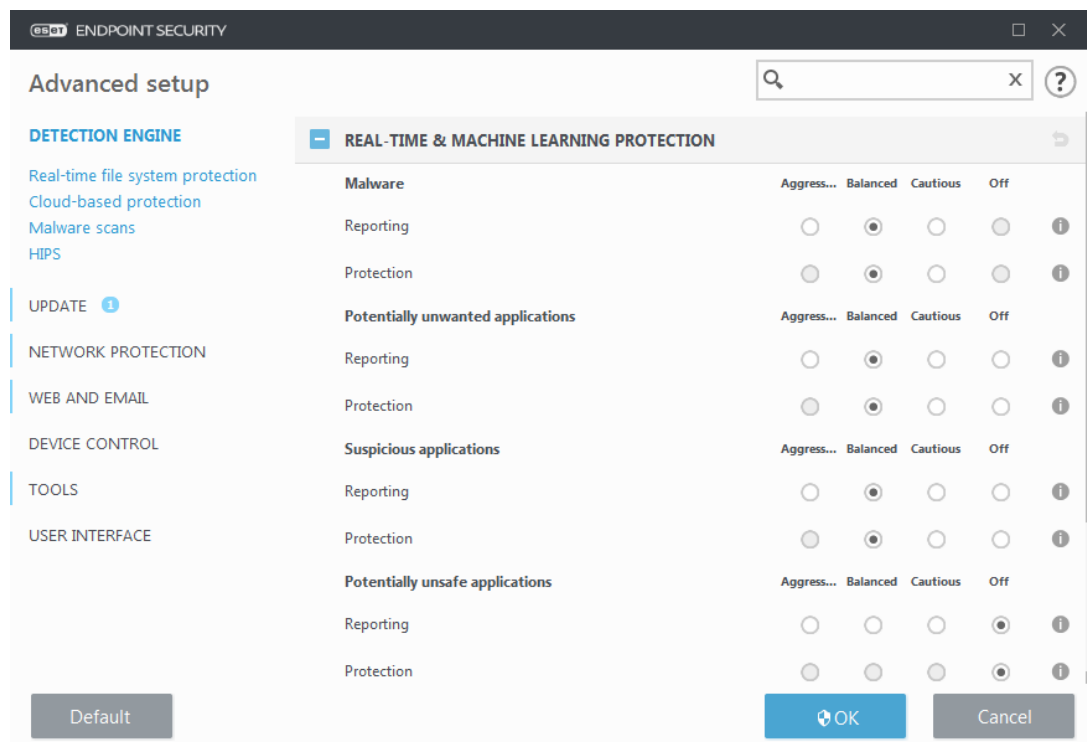 eset ENDPOINT SECURITY
Advanced setup
x
?
DETECTION ENGINE
Real-time file system protection
Cloud-based protection
Malware scans
HIPS
UPDATE 1
NETWORK PROTECTION
WEB AND EMAIL
DEVICE CONTROL
TOOLS
USER INTERFACE
REAL-TIME & MACHINE LEARNING PROTECTION
Malware Aggress... Balanced Cautious Off
Reporting
Protection
Potentially unwanted applications Aggress... Balanced Cautious Off
Reporting
Protection
Suspicious applications Aggress... Balanced Cautious Off
Reporting
Protection
Potentially unsafe applications Aggress... Balanced Cautious Off
Reporting
Protection
Default OK Cancel